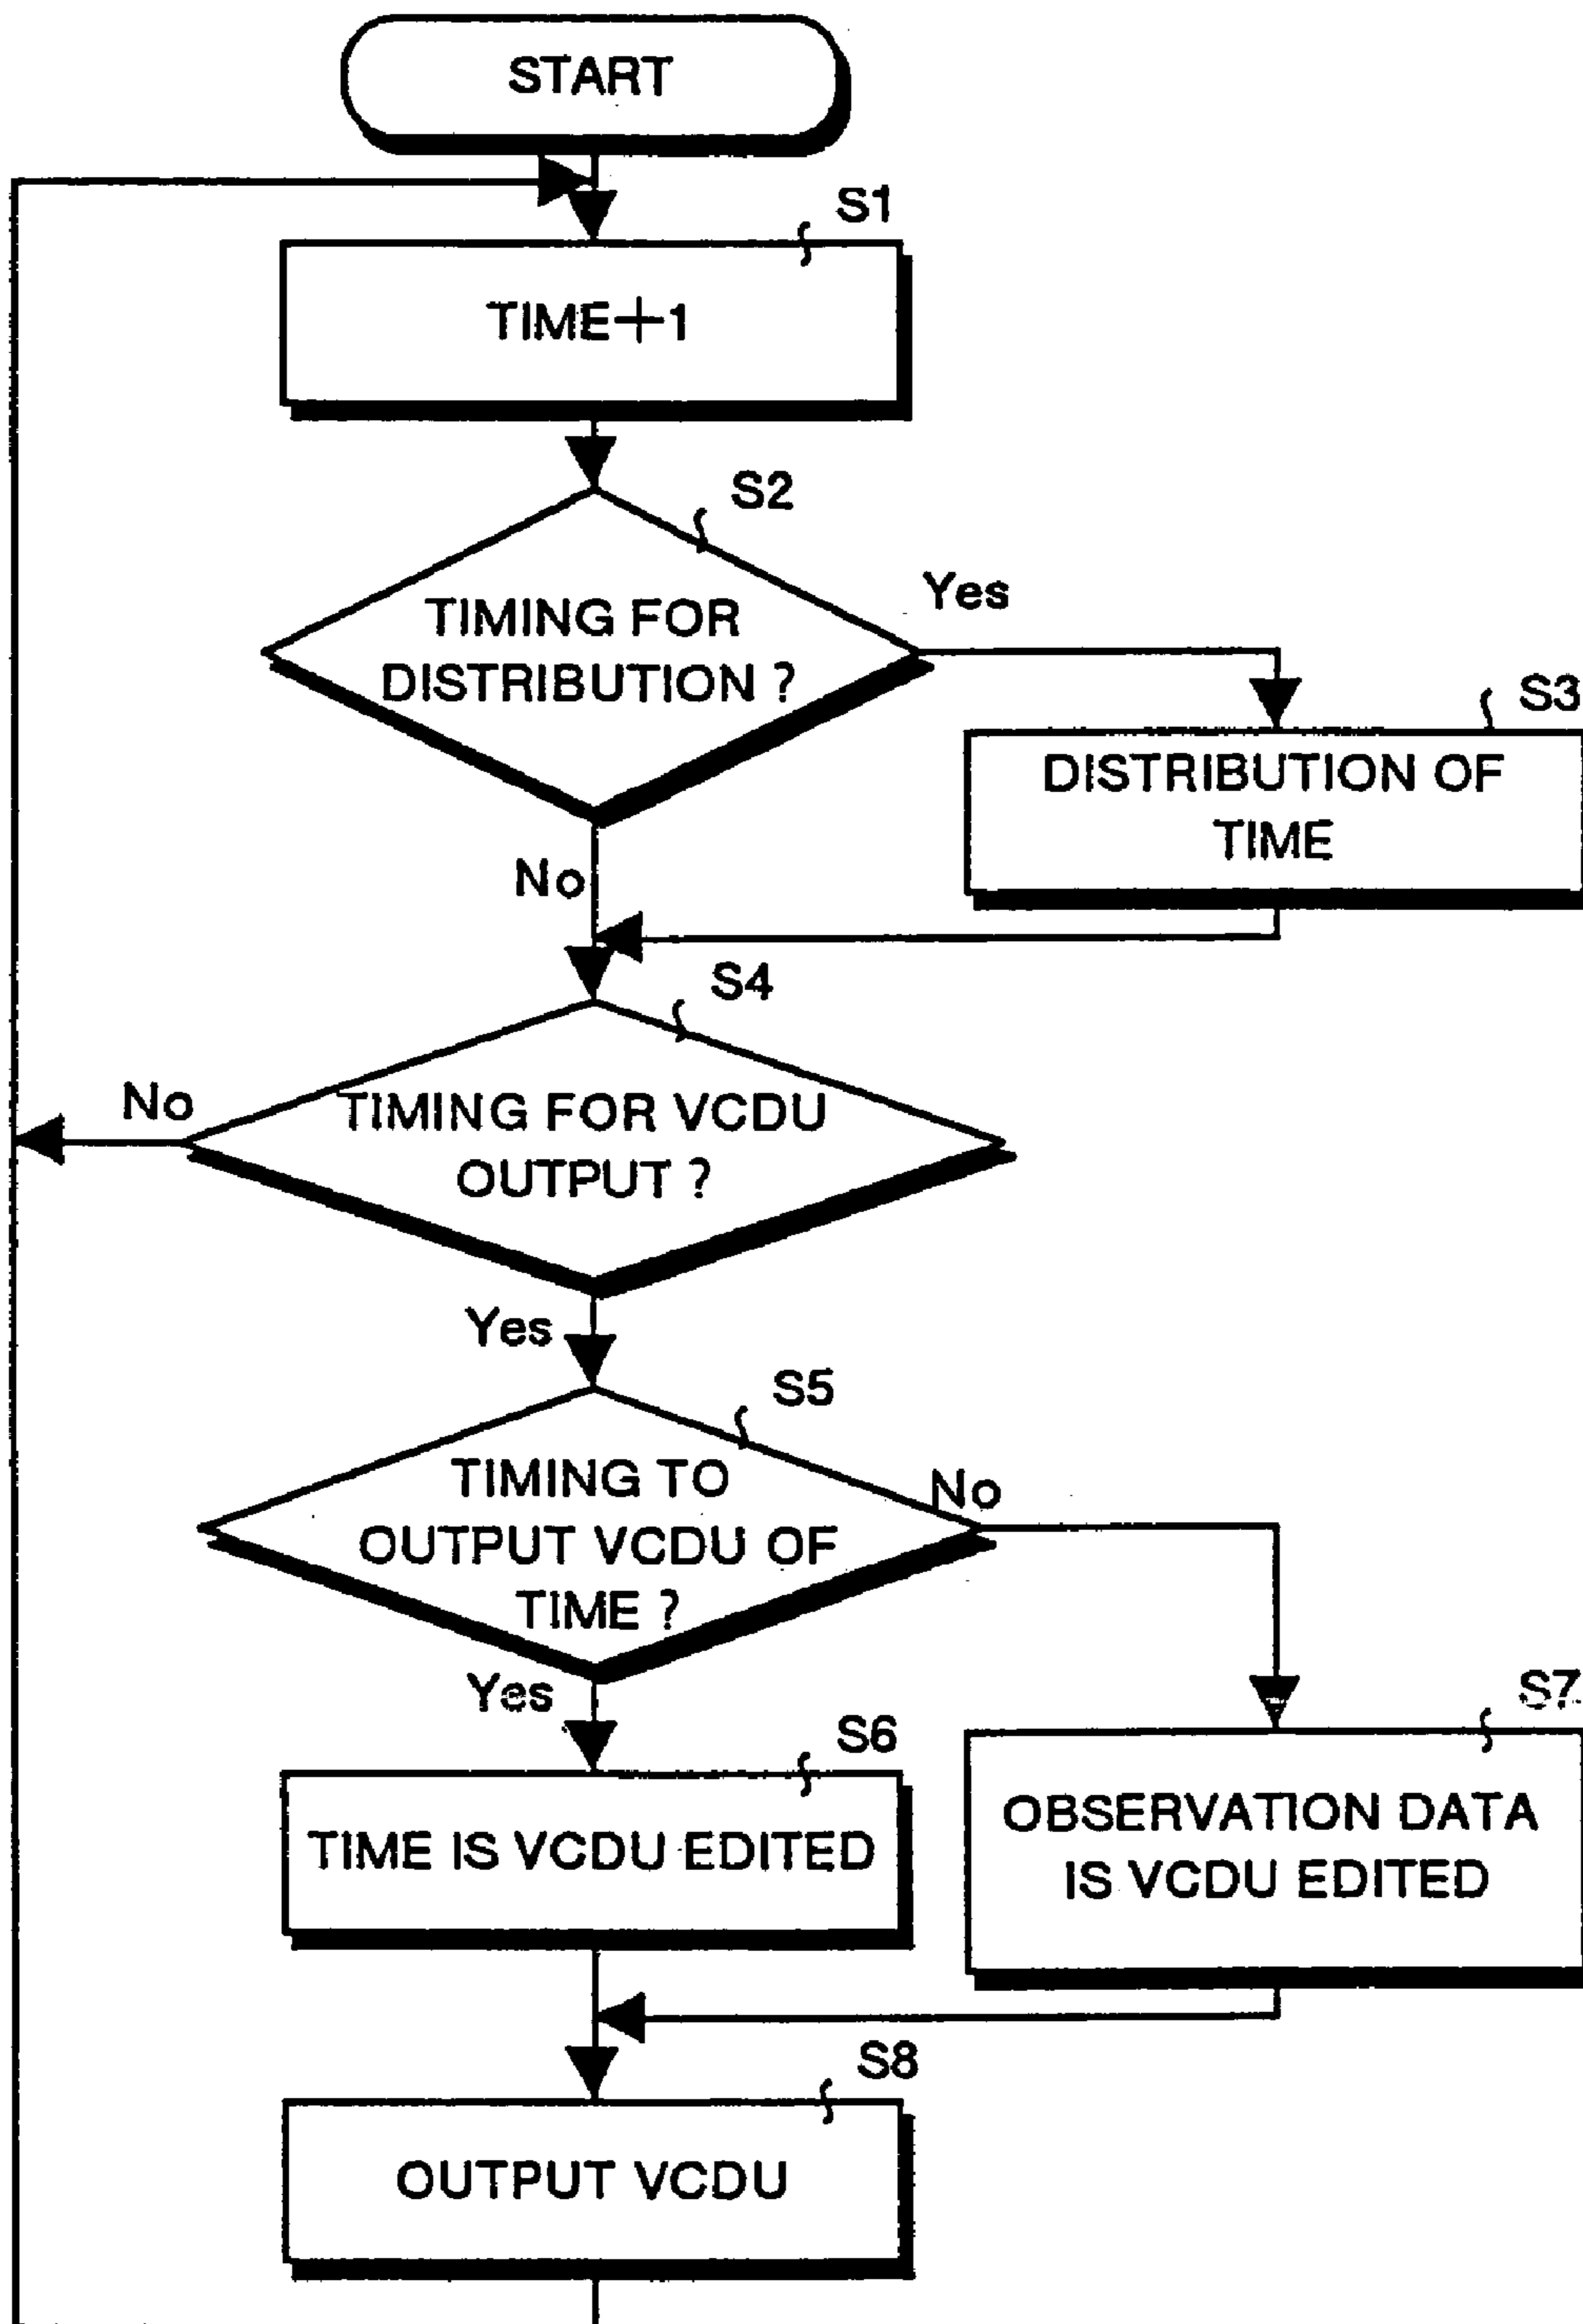 START
S1
TIME+1
S2
TIMING FOR
DISTRIBUTION ?
Yes
S3
DISTRIBUTION OF
TIME
No
S4
No
TIMING FOR VCDU
OUTPUT ?
Yes
S5
TIMING TO
OUTPUT VCDU OF
TIME ?
No
Yes
S6
TIME IS VCDU EDITED
S7
OBSERVATION DATA
IS VCDU EDITED
S8
OUTPUT VCDU